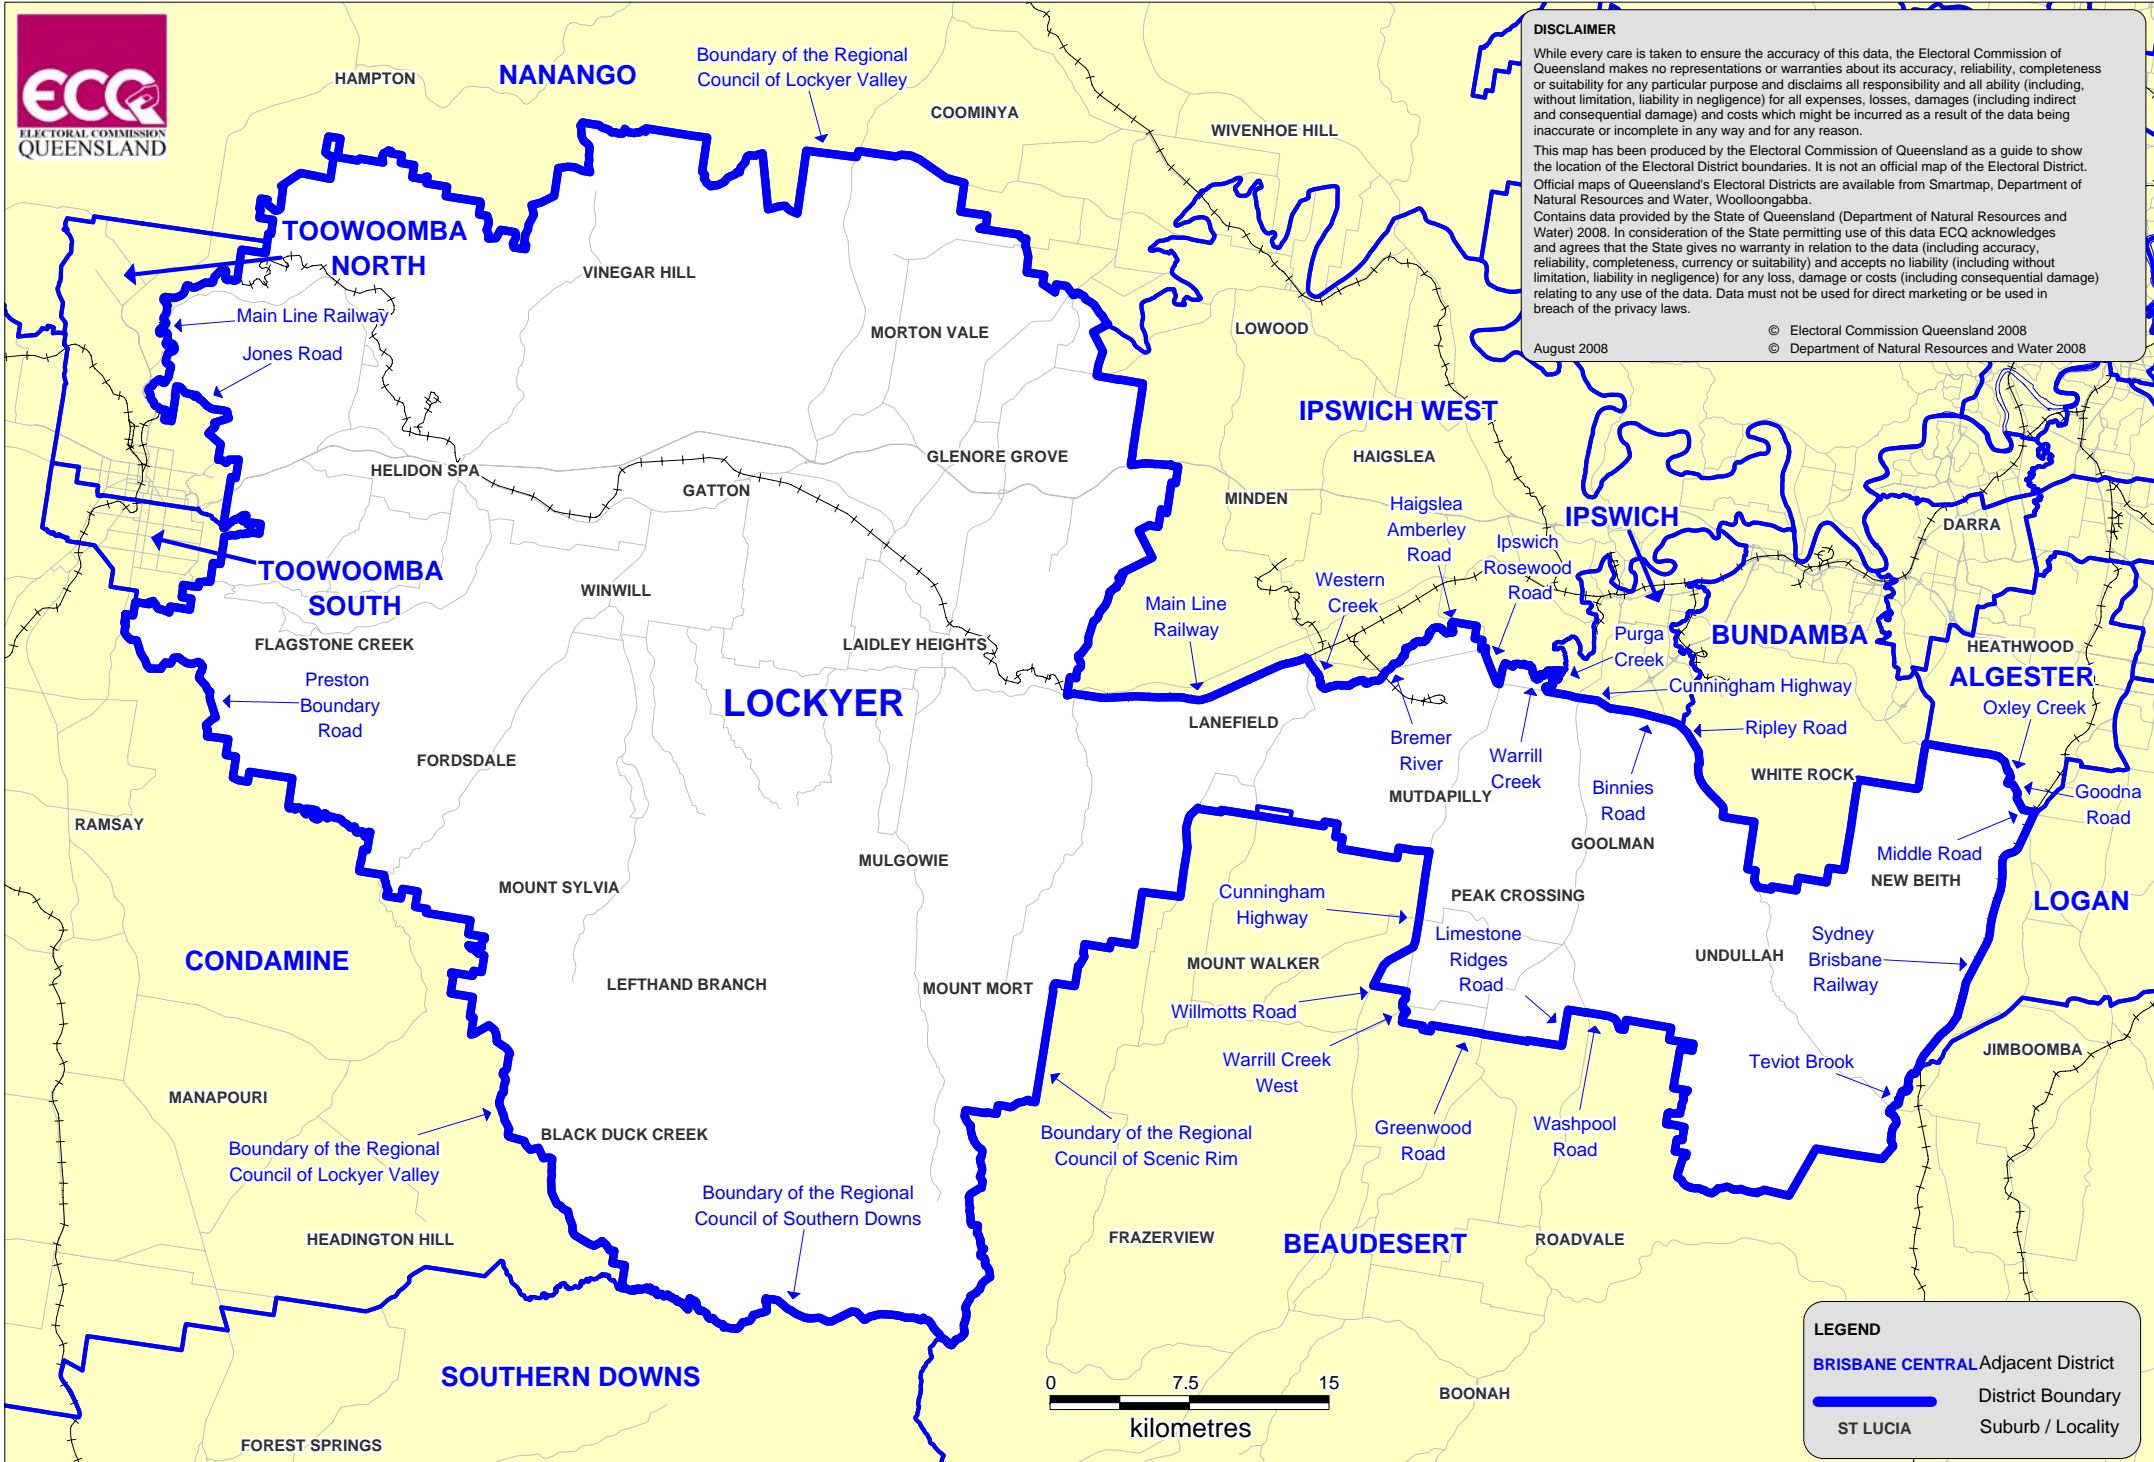 ECQ
ELECTORAL COMMISSION
QUEENSLAND
HAMPTON
NANANGO
Boundary of the Regional
Council of Lockyer Valley
COOMINYA
WIVENHOE HILL
DISCLAIMER
While every care is taken to ensure the accuracy of this data, the Electoral Commission of
Queensland makes no representations or warranties about its accuracy, reliability, completeness
or suitability for any particular purpose and disclaims all responsibility and all ability (including,
without limitation, liability in negligence) for all expenses, losses, damages (including indirect
and consequential damage) and costs which might be incurred as a result of the data being
inaccurate or incomplete in any way and for any reason.
This map has been produced by the Electoral Commission of Queensland as a guide to show
the location of the Electoral District boundaries. It is not an official map of the Electoral District.
Official maps of Queensland's Electoral Districts are available from Smartmap, Department of
Natural Resources and Water, Woolloongabba.
Contains data provided by the State of Queensland (Department of Natural Resources and
Water) 2008. In consideration of the State permitting use of this data ECQ acknowledges
and agrees that the State gives no warranty in relation to the data (including accuracy,
reliability, completeness, currency or suitability) and accepts no liability (including without
limitation, liability in negligence) for any loss, damage or costs (including consequential damage)
relating to any use of the data. Data must not be used for direct marketing or be used in
breach of the privacy laws.
© Electoral Commission Queensland 2008
August 2008
© Department of Natural Resources and Water 2008
TOOWOOMBA
NORTH
VINEGAR HILL
Main Line Railway
Jones Road
MORTON VALE
LOWOOD
IPSWICH WEST
HELIDON SPA
GATTON
GLENORE GROVE
HAIGSLEA
MINDEN
Haigslea
Amberley
Road
IPSWICH
Ipswich
Rosewood
Road
DARRA
TOOWOOMBA
SOUTH
WINWILL
Western
Creek
Main Line
Railway
FLAGSTONE CREEK
LAIDLEY HEIGHTS
Purga
Creek
BUNDAMBA
HEATHWOOD
ALGESTER
Oxley Creek
Preston
Boundary
Road
LOCKYER
LANEFIELD
Cunningham Highway
Ripley Road
Bremer
River
Warrill
Creek
Binnies
Road
WHITE ROCK
Goodna
Road
FORDSDALE
MUTDAPILLY
RAMSAY
GOOLMAN
Middle Road
MULGOWIE
MOUNT SYLVIA
NEW BEITH
LOGAN
Cunningham
Highway
PEAK CROSSING
Limestone
Ridges
Road
Sydney
Brisbane
Railway
CONDAMINE
UNDULLAH
MOUNT WALKER
LEFTHAND BRANCH
MOUNT MORT
Willmotts Road
JIMBOOMBA
Warrill Creek
West
Teviot Brook
MANAPOURI
Greenwood
Road
Washpool
Road
BLACK DUCK CREEK
Boundary of the Regional
Council of Lockyer Valley
Boundary of the Regional
Council of Scenic Rim
Boundary of the Regional
Council of Southern Downs
HEADINGTON HILL
FRAZERVIEW
BEAUDESERT
ROADVALE
SOUTHERN DOWNS
0 7.5 15
kilometres
BOONAH
FOREST SPRINGS
LEGEND
BRISBANE CENTRAL Adjacent District
District Boundary
ST LUCIA Suburb / Locality